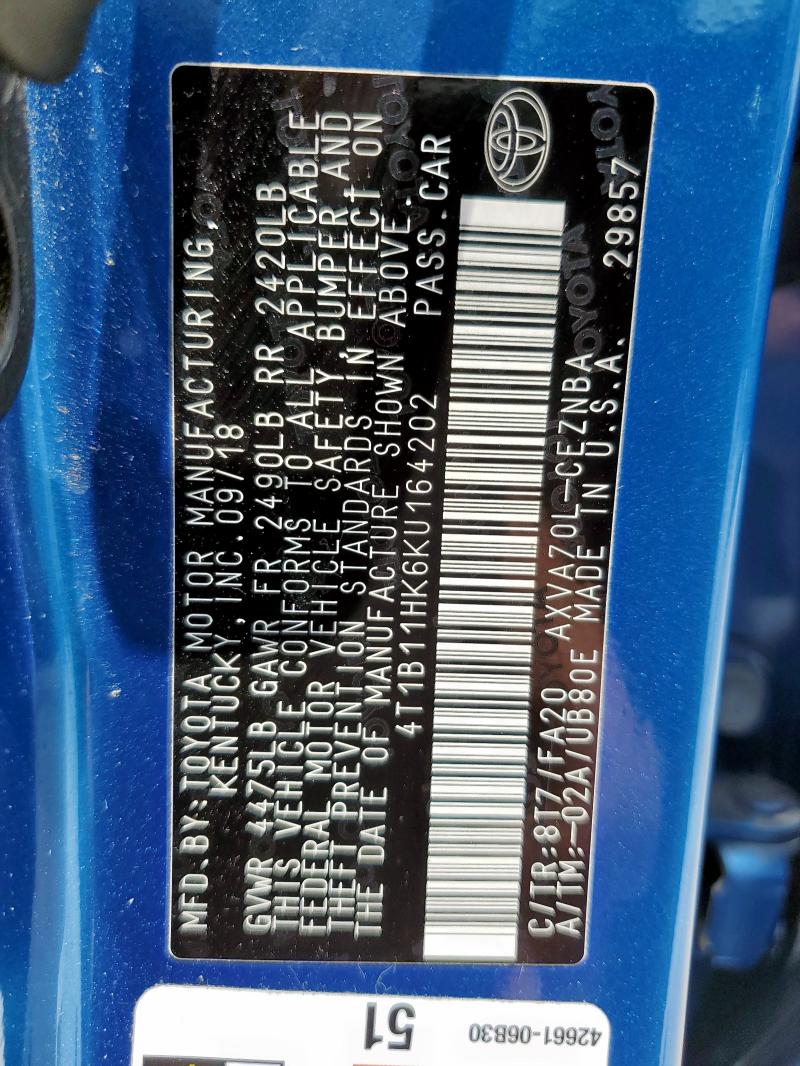 MFD.BY:TOYOTA MOTOR MANUFACTURING,
KENTUCKY, INC.09/18
GVWR 4475LB GAWR FR 2490LB RR 2420LB
THIS VEHICLE CONFORMS TO ALL APPLICABLE
FEDERAL MOTOR VEHICLE SAFETY, BUMPER, AND
THEFT PREVENTION STANDARDS IN EFFECT ON
THE DATE OF MANUFACTURE SHOWN ABOVE.
4T1B11HK6KU164202 PASS.CAR
C/TR:8T7/FA20 AXVA70L-CEZNBA
A/TM:-02A/UB80E MADE IN U.S.A. 29857
51
42661-06B30